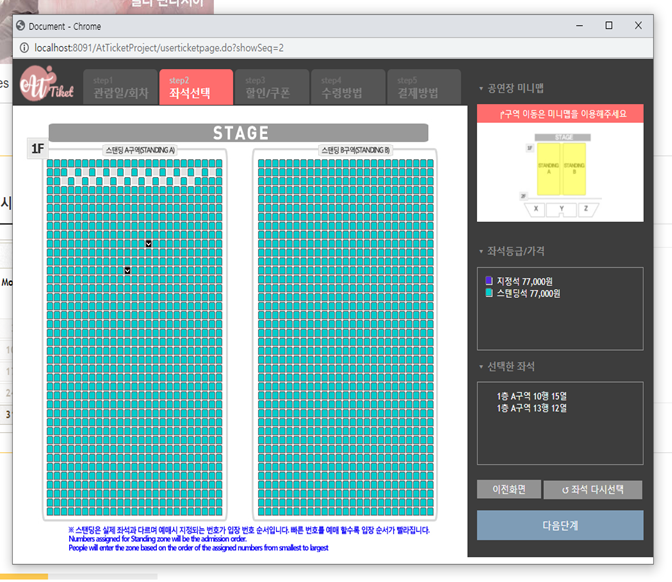 Document - Chrome
localhost:8091/AtTicketProject/userticketpage.do?showSeq=2
At Tiket
step1
관람일/회차
step2
좌석선택
step3
할인/쿠폰
step4
수령방법
step5
결제방법
STAGE
1F
스탠딩 A구역(STANDING A)
스탠딩 B구역(STANDING B)
※ 스탠딩은 실제 좌석과 다르며 예매시 지정되는 번호가 입장 번호 순서입니다. 빠른 번호를 예매 할수록 입장 순서가 빨라집니다.
Numbers assigned for Standing zone will be the admission order.
People will enter the zone based on the order of the assigned numbers from smallest to largest
▼ 공연장 미니맵
구역 이동은 미니맵을 이용해주세요
STAGE
STANDING A
STANDING B
X Y Z
▼ 좌석등급/가격
지정석 77,000원
스탠딩석 77,000원
▼ 선택한 좌석
1층 A구역 10행 15열
1층 A구역 13행 12열
이전화면
↺ 좌석 다시선택
다음단계
es
시
Mo